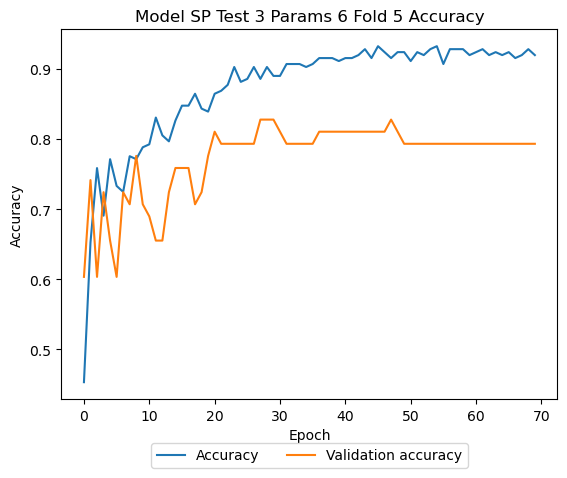 Model SP Test 3 Params 6 Fold 5 Accuracy
Accuracy
0.9
0.8
0.7
0.6
0.5
0 10 20 30 40 50 60 70
Epoch
Accuracy Validation accuracy